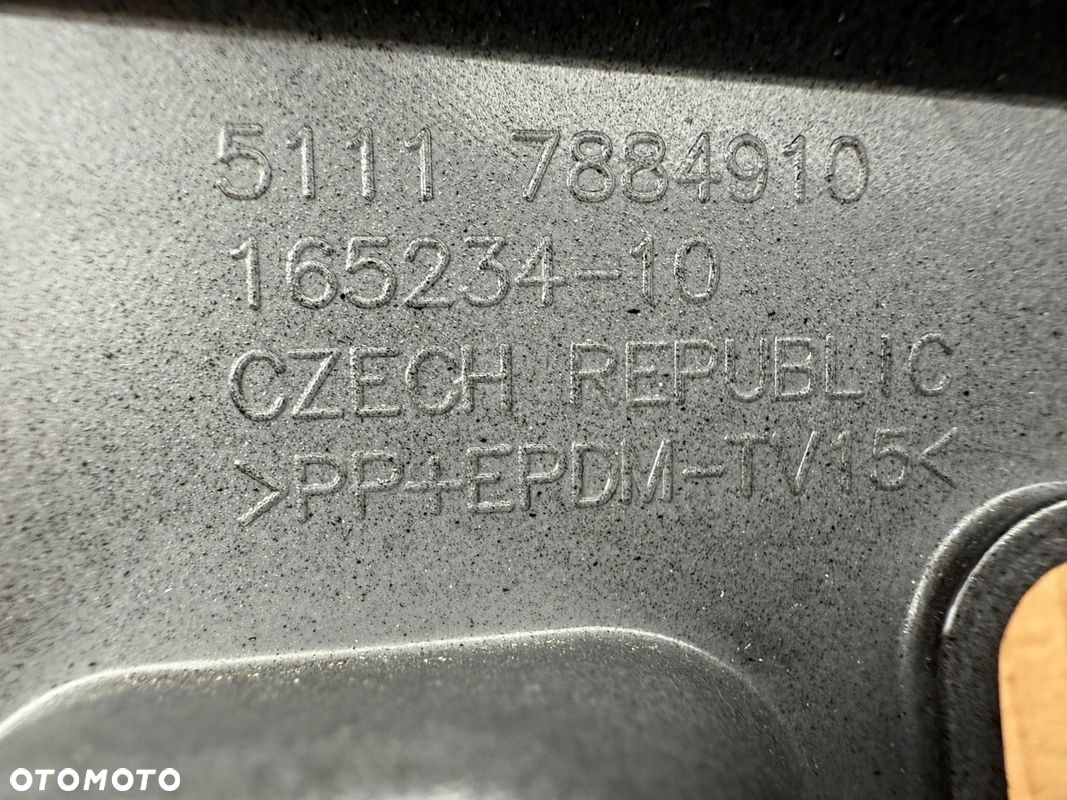 5111 7884910
165234-10
CZECH REPUBLIC
>PP+EPDM-TV15<
OTOMOTO